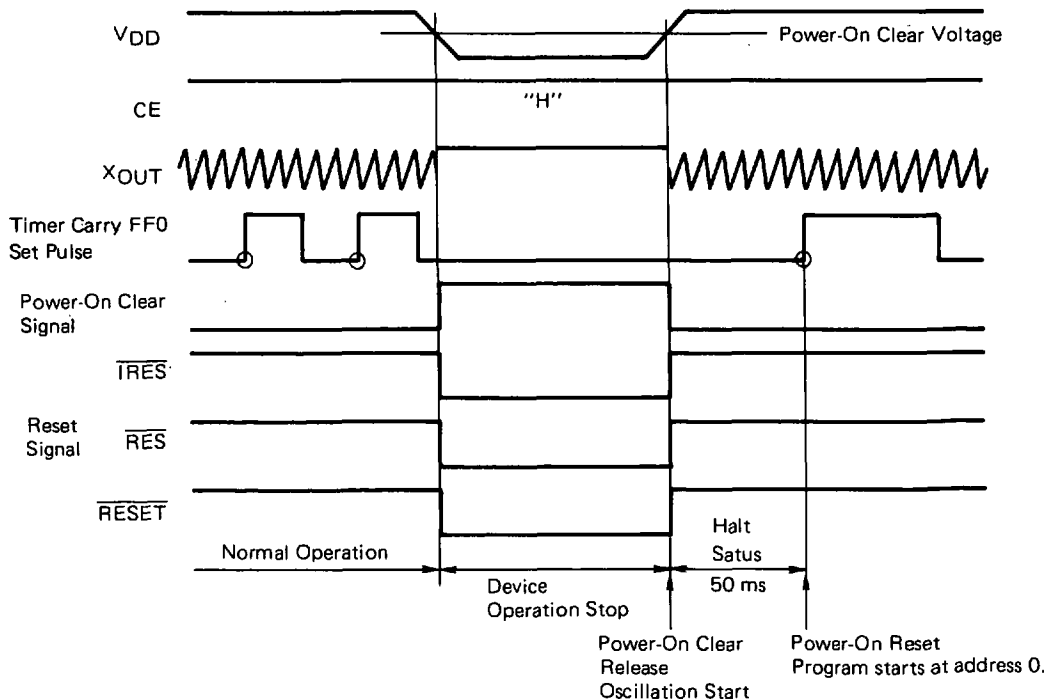 VDD
Power-On Clear Voltage
CE
"H"
XOUT
Timer Carry FF0
Set Pulse
Power-On Clear
Signal
IRES
Reset
Signal
RES
RESET
Normal Operation
Device
Operation Stop
Halt
Satus
50 ms
Power-On Clear
Release
Oscillation Start
Power-On Reset
Program starts at address 0.